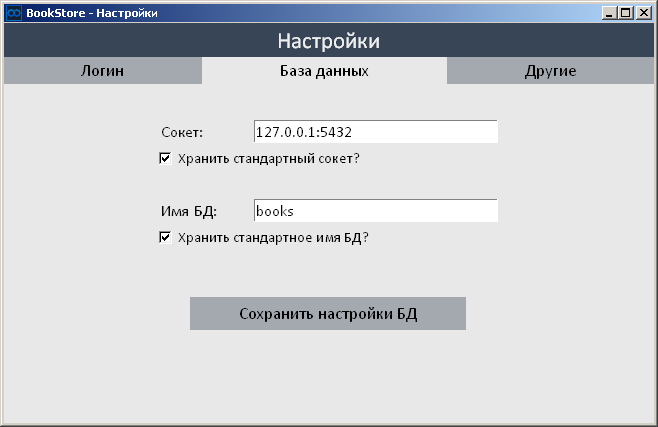 BookStore - Настройки
Настройки
Логин База данных Другие
Сокет: 127.0.0.1:5432
Хранить стандартный сокет?
Имя БД: books
Хранить стандартное имя БД?
Сохранить настройки БД